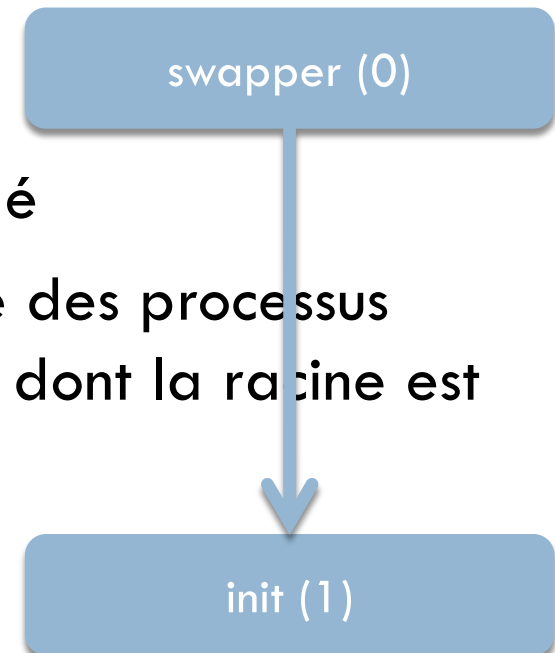 swapper (0)
é
des processus
dont la racine est
init (1)